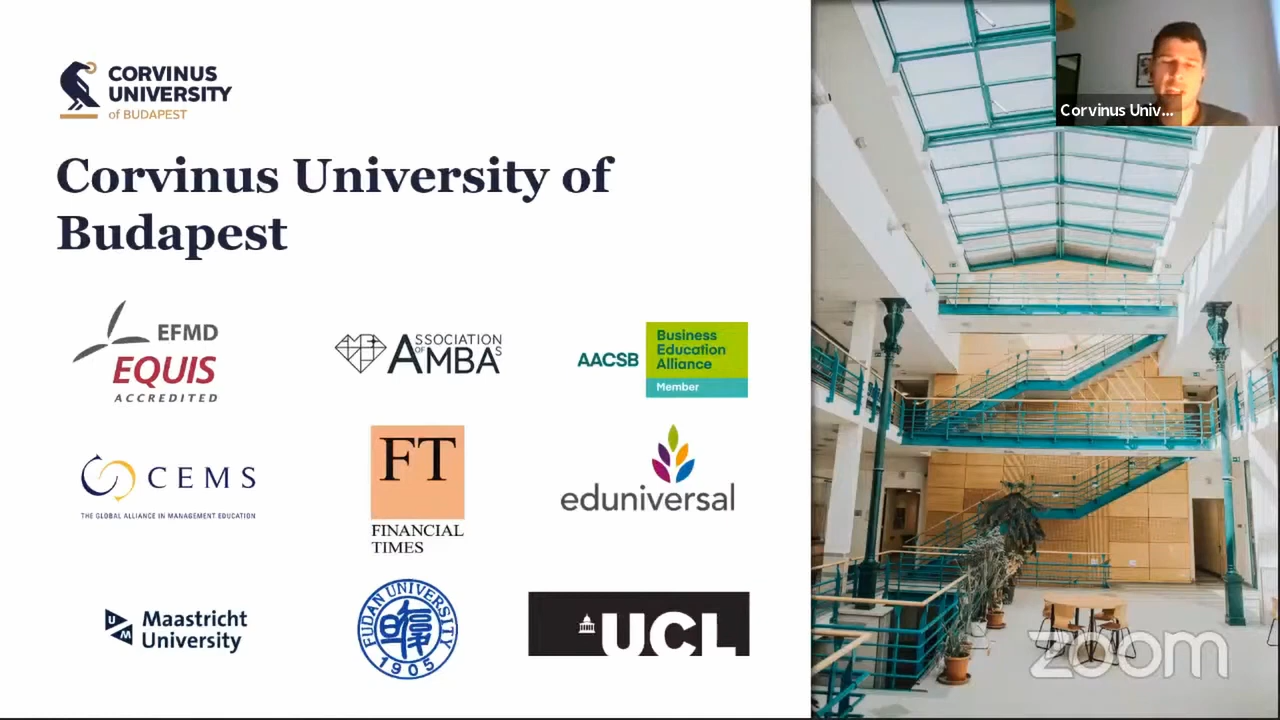 CORVINUS
UNIVERSITY
of BUDAPEST
Corvinus University of
Budapest
EFMD
EQUIS
ACCREDITED
ASSOCIATION
OF
AMBAS
AACSB
Business
Education
Alliance
Member
CEMS
THE GLOBAL ALLIANCE IN MANAGEMENT EDUCATION
FT
FINANCIAL
TIMES
eduniversal
UM
Maastricht
University
FUDAN UNIVERSITY
1905
UCL
Corvinus Univ...
zoom